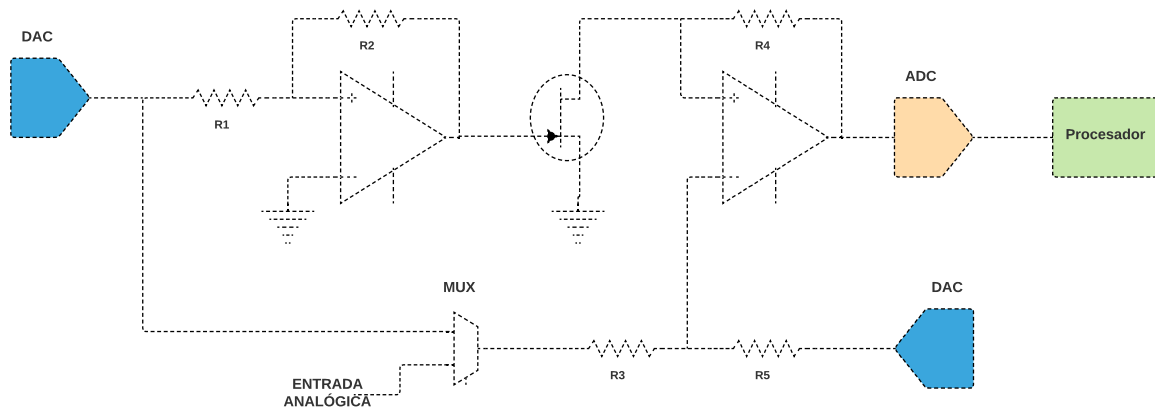 DAC
R2
R4
ADC
R1
Procesador
MUX
DAC
R3
R5
ENTRADA
ANALÓGICA